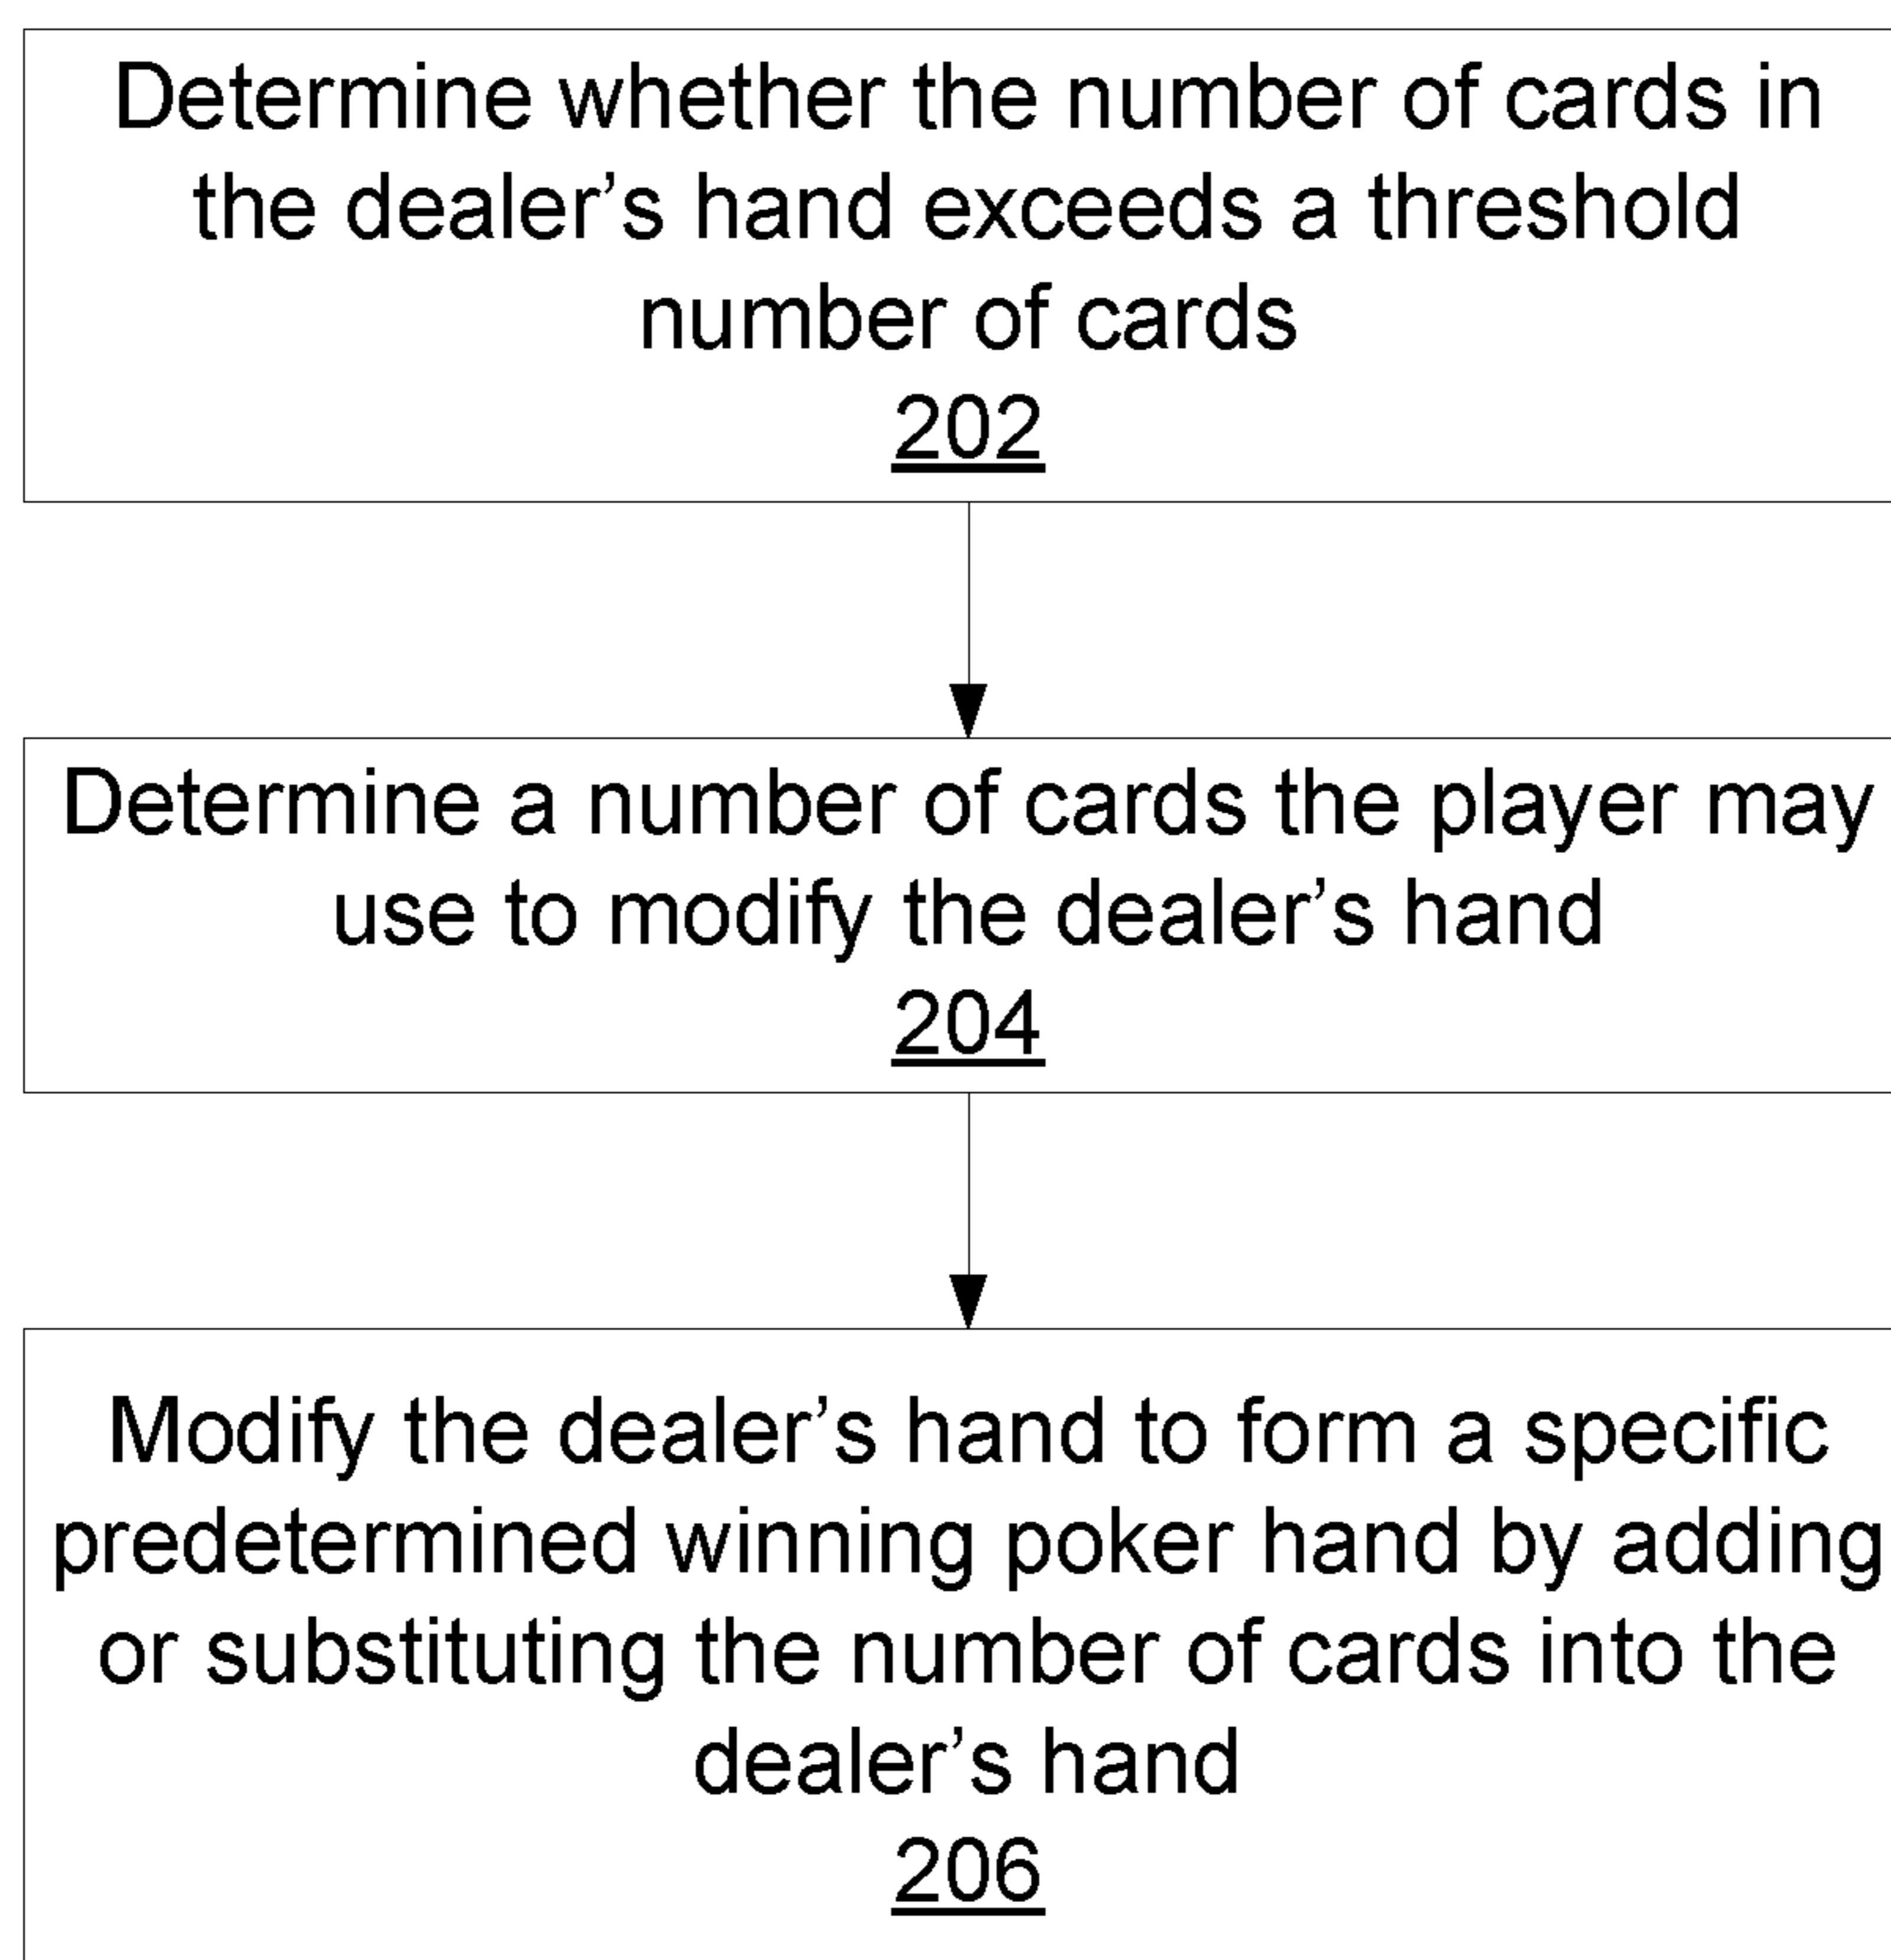 Determine whether the number of cards in
the dealer’s hand exceeds a threshold
number of cards
202
Determine a number of cards the player may
use to modify the dealer’s hand
204
Modify the dealer’s hand to form a specific
predetermined winning poker hand by adding
or substituting the number of cards into the
dealer’s hand
206